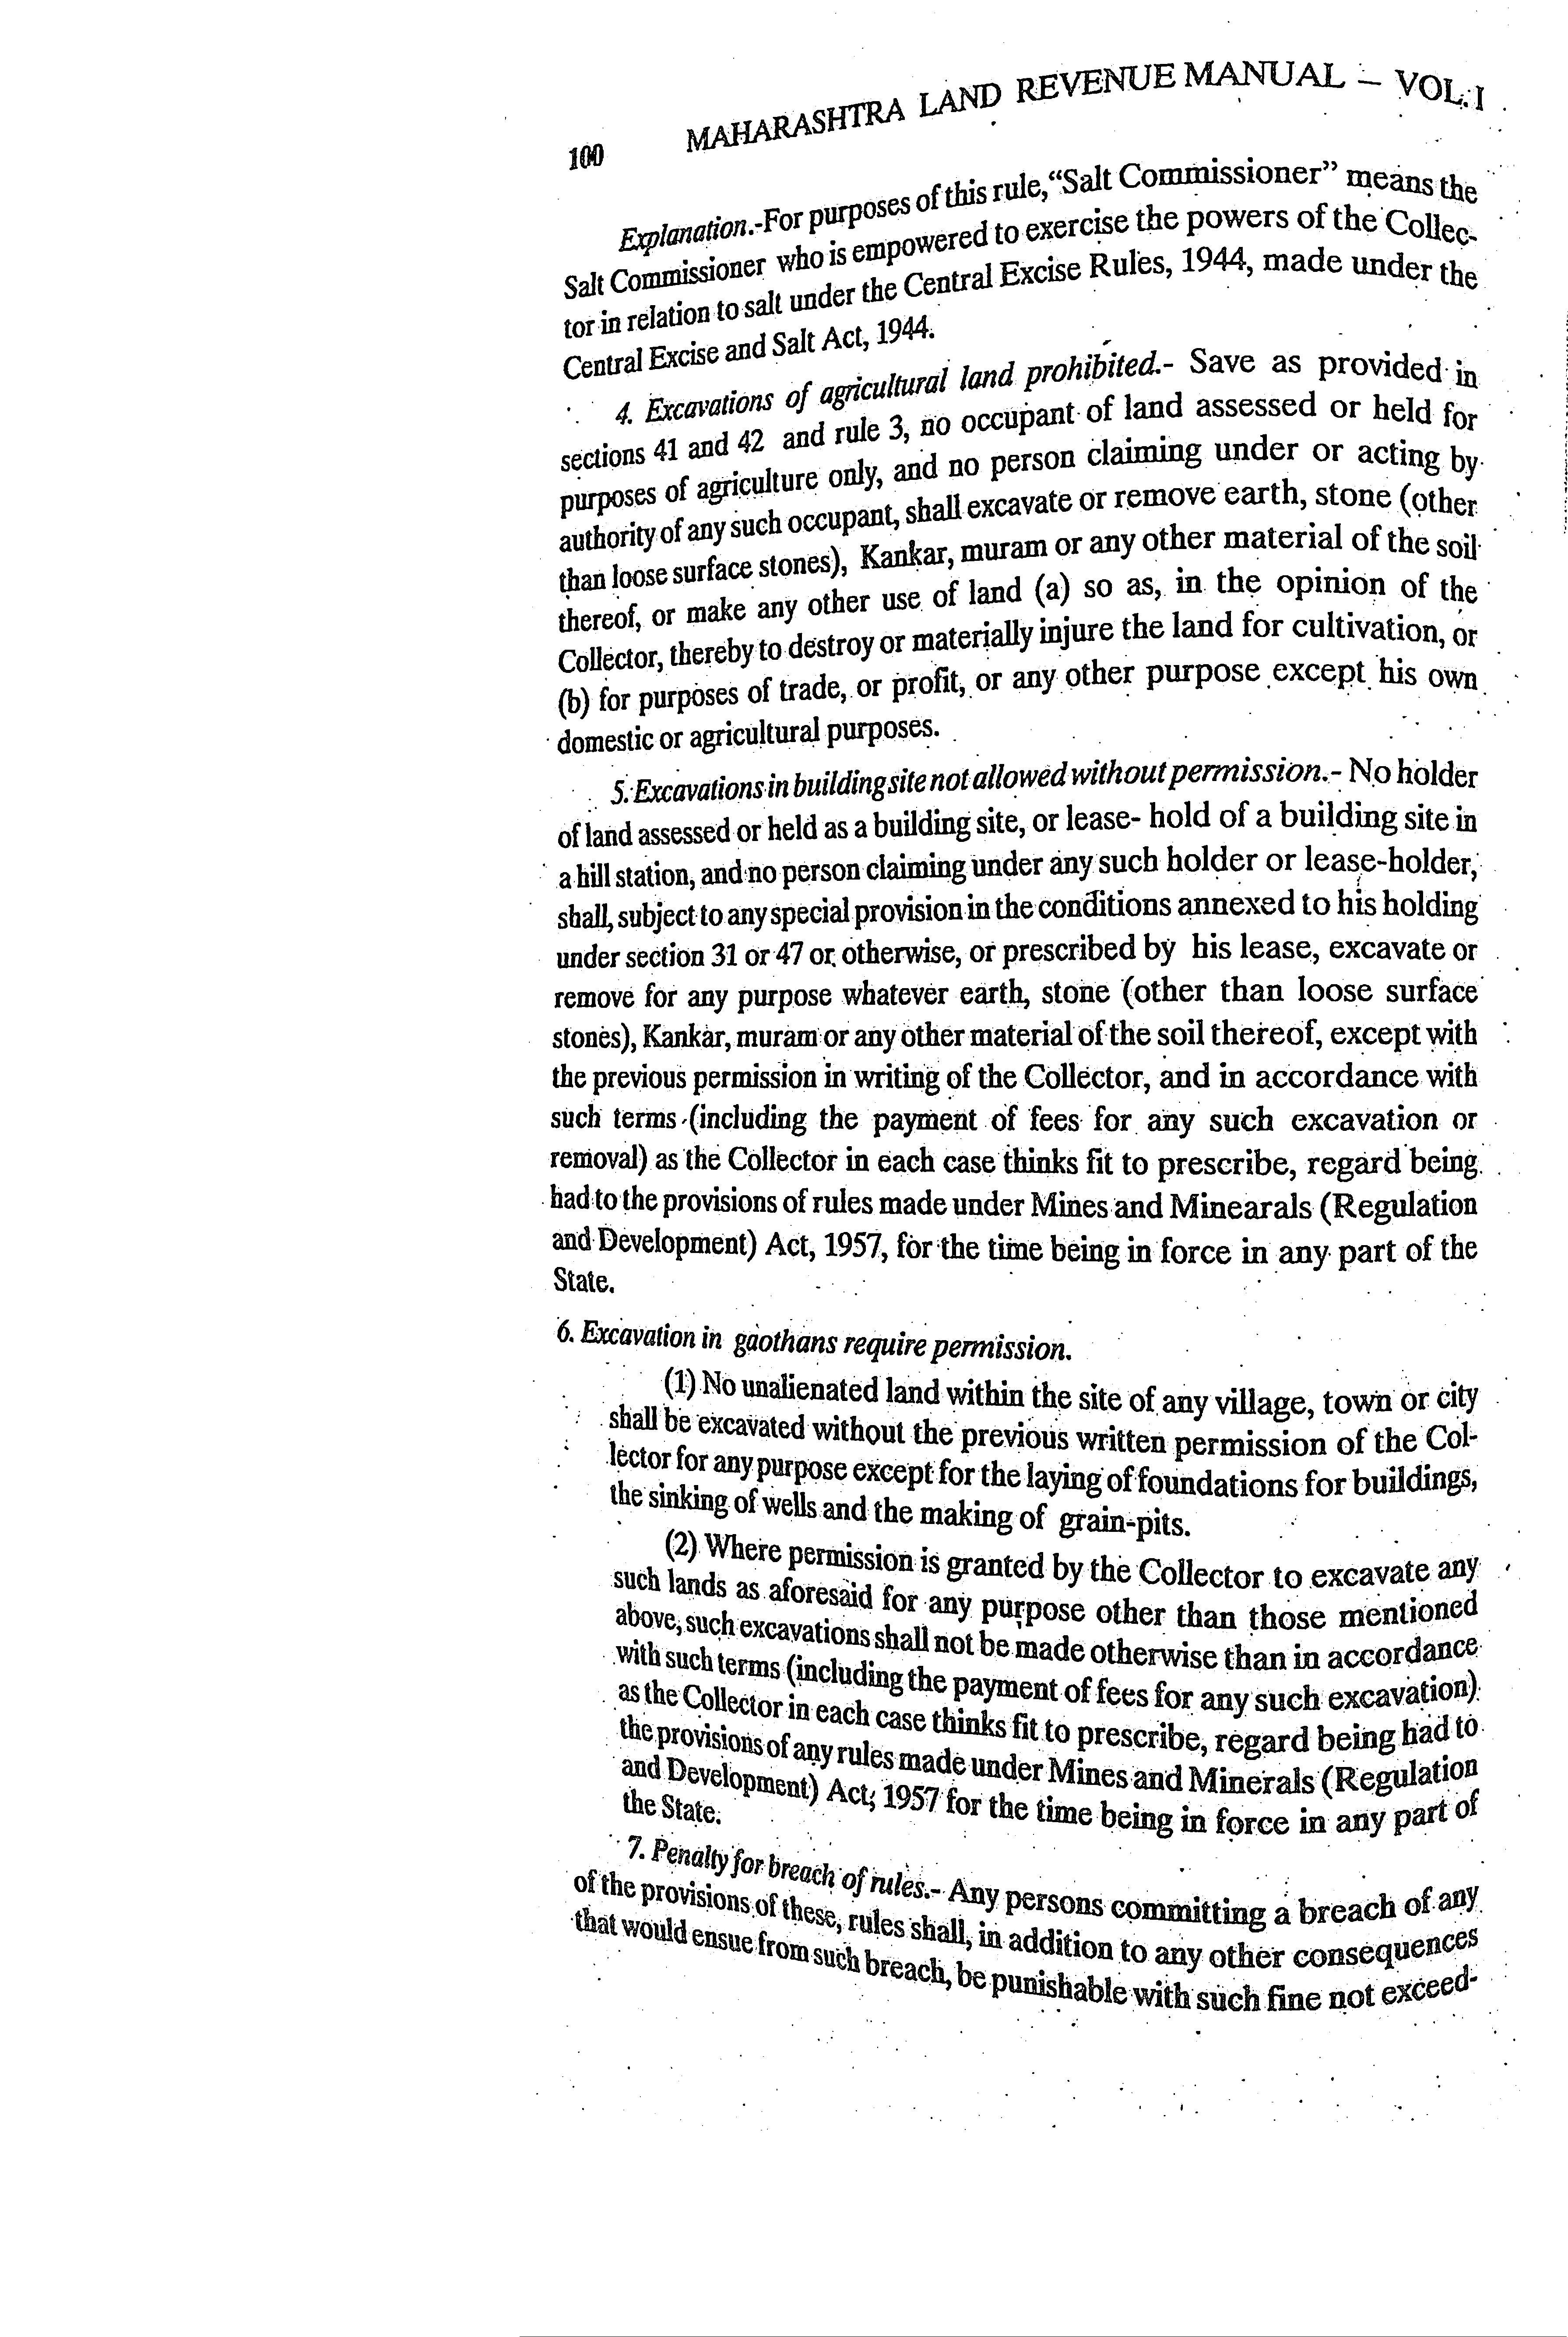 100 MAHARASHTRA LAND REVENUE MANUAL – VOL. I
Explanation.-For purposes of this rule,“Salt Commissioner” means the
Salt Commissioner who is empowered to exercise the powers of the Collec-
tor in relation to salt under the Central Excise Rules, 1944, made under the
Central Excise and Salt Act, 1944.
4. Excavations of agricultural land prohibited.- Save as provided in
sections 41 and 42 and rule 3, no occupant of land assessed or held for
purposes of agriculture only, and no person claiming under or acting by
authority of any such occupant, shall excavate or remove earth, stone (other
than loose surface stones), Kankar, muram or any other material of the soil
thereof, or make any other use of land (a) so as, in the opinion of the
Collector, thereby to destroy or materially injure the land for cultivation, or
(b) for purposes of trade, or profit, or any other purpose except his own
domestic or agricultural purposes.
5. Excavations in building site not allowed without permission.- No holder
of land assessed or held as a building site, or lease- hold of a building site in
a hill station, and no person claiming under any such holder or lease-holder,
shall, subject to any special provision in the conditions annexed to his holding
under section 31 or 47 or otherwise, or prescribed by his lease, excavate or
remove for any purpose whatever earth, stone (other than loose surface
stones), Kankar, muram or any other material of the soil thereof, except with
the previous permission in writing of the Collector, and in accordance with
such terms (including the payment of fees for any such excavation or
removal) as the Collector in each case thinks fit to prescribe, regard being
had to the provisions of rules made under Mines and Minearals (Regulation
and Development) Act, 1957, for the time being in force in any part of the
State.
6. Excavation in gaothans require permission.
(1) No unalienated land within the site of any village, town or city
shall be excavated without the previous written permission of the Col-
lector for any purpose except for the laying of foundations for buildings,
the sinking of wells and the making of grain-pits.
(2) Where permission is granted by the Collector to excavate any
such lands as aforesaid for any purpose other than those mentioned
above, such excavations shall not be made otherwise than in accordance
with such terms (including the payment of fees for any such excavation)
as the Collector in each case thinks fit to prescribe, regard being had to
the provisions of any rules made under Mines and Minerals (Regulation
and Development) Act, 1957 for the time being in force in any part of
the State.
7. Penalty for breach of rules.- Any persons committing a breach of any
of the provisions of these, rules shall, in addition to any other consequences
that would ensue from such breach, be punishable with such fine not exceed-